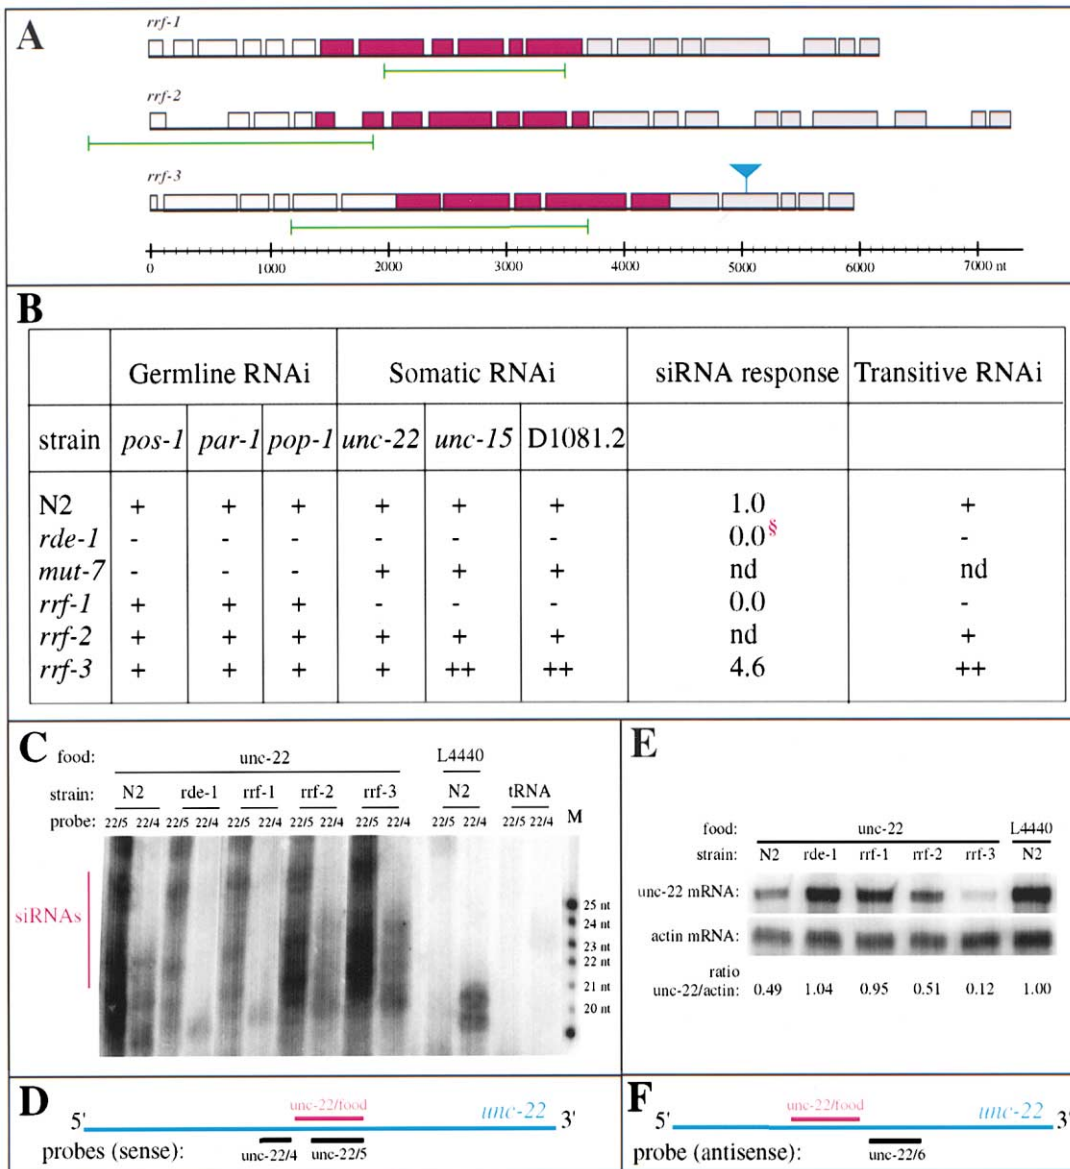 A
rrf-1
rrf-2
rrf-3
0 1000 2000 3000 4000 5000 6000 7000 nt
B
Germline RNAi Somatic RNAi siRNA response Transitive RNAi
strain pos-1 par-1 pop-1 unc-22 unc-15 D1081.2
N2 + + + + + + 1.0 +
rde-1 - - - - - - 0.0§ -
mut-7 - - - + + + nd nd
rrf-1 + + + - - - 0.0 -
rrf-2 + + + + + + nd +
rrf-3 + + + + ++ ++ 4.6 ++
C
food: unc-22 L4440
strain: N2 rde-1 rrf-1 rrf-2 rrf-3 N2 tRNA
probe: 22/5 22/4 22/5 22/4 22/5 22/4 22/5 22/4 22/5 22/4 22/5 22/4 22/5 22/4 M
siRNAs
25 nt
24 nt
23 nt
22 nt
21 nt
20 nt
E
food: unc-22 L4440
strain: N2 rde-1 rrf-1 rrf-2 rrf-3 N2
unc-22 mRNA:
actin mRNA:
ratio
unc-22/actin: 0.49 1.04 0.95 0.51 0.12 1.00
D
unc-22/food
5' unc-22 3'
probes (sense): unc-22/4 unc-22/5
F
unc-22/food
5' unc-22 3'
probe (antisense): unc-22/6